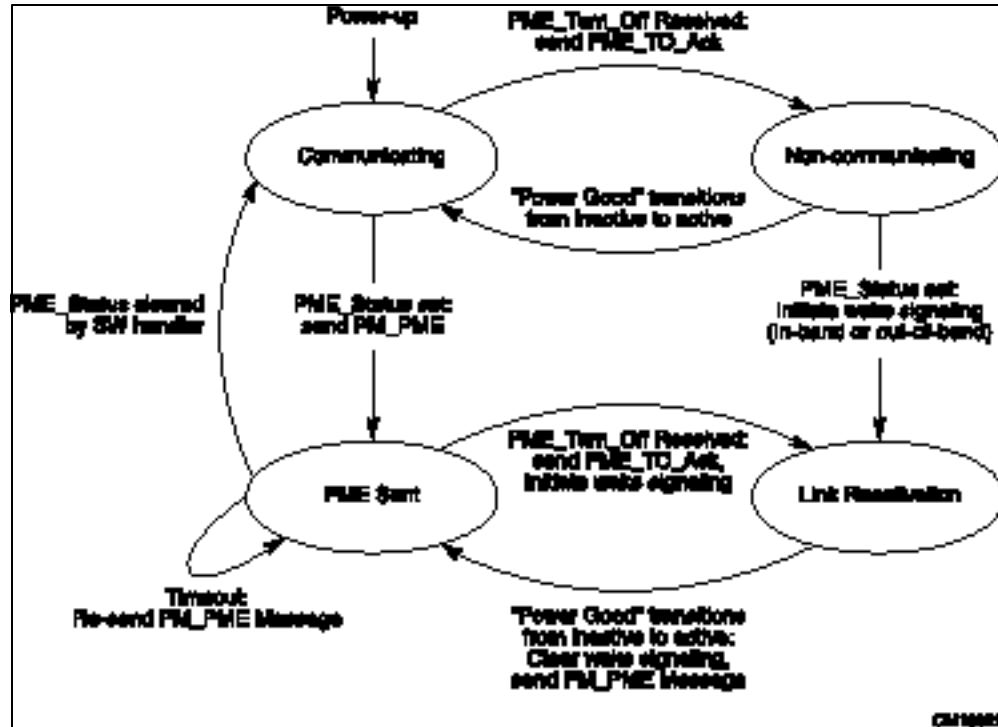 Power-up
PME_Turn_Off Received:
send PME_TO_Ack
Communicating
Non-communicating
"Power Good" transitions
from inactive to active
PME_Status cleared
by SW handler
PME_Status set:
send PM_PME
PME_Status set:
initiate wake signaling
(in-band or out-of-band)
PME_Turn_Off Received:
send PME_TO_Ack,
initiate wake signaling
PME Sent
Link Reactivation
Timeout:
Re-send PM_PME Message
"Power Good" transitions
from inactive to active:
Clear wake signaling,
send PM_PME Message